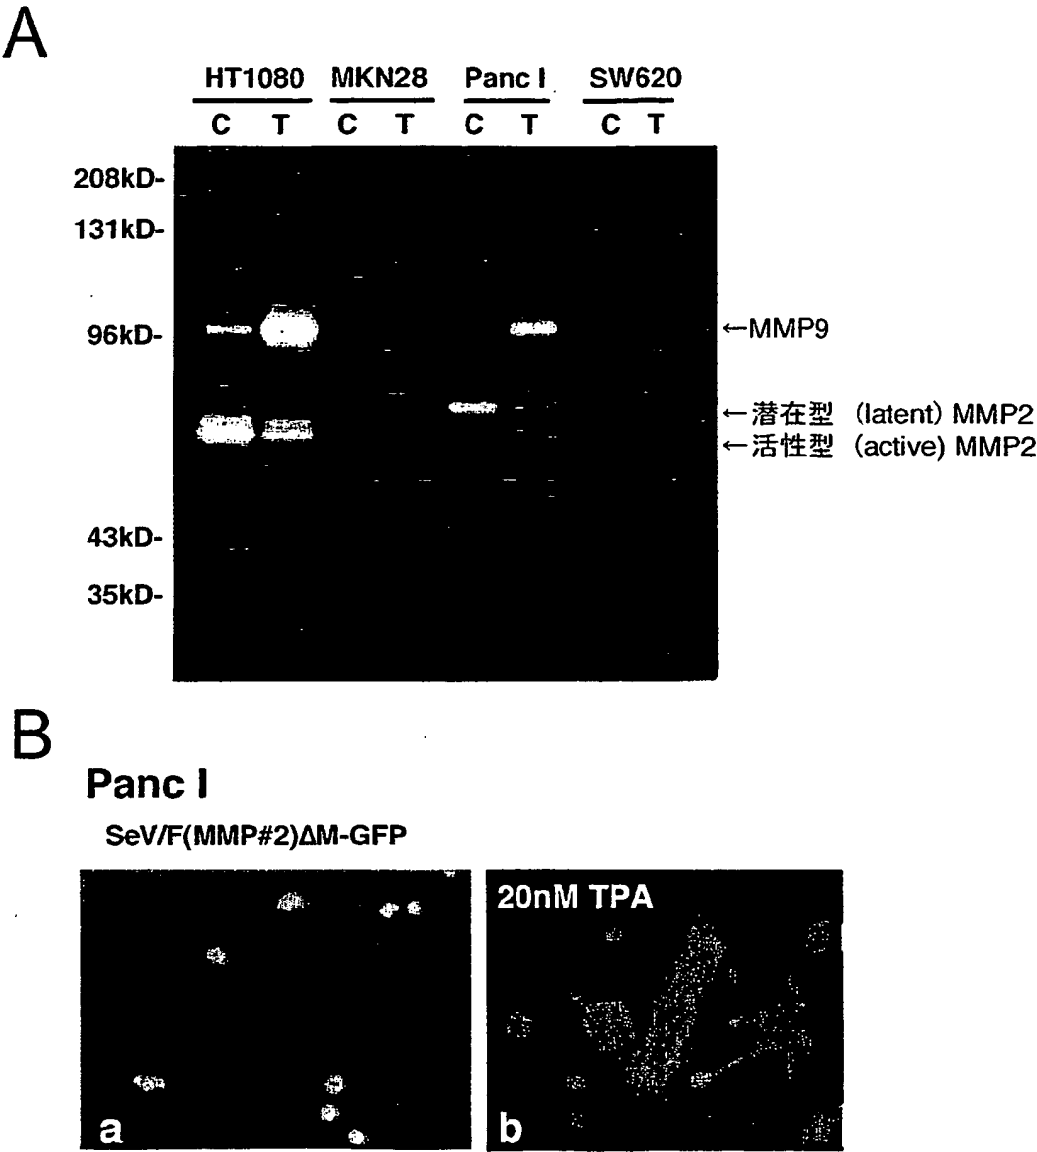 A
HT1080 MKN28 Panc I SW620
C T C T C T C T
208kD-
131kD-
96kD-
←MMP9
←潜在型 (latent) MMP2
←活性型 (active) MMP2
43kD-
35kD-
B
Panc I
SeV/F(MMP#2)ΔM-GFP
20nM TPA
a b